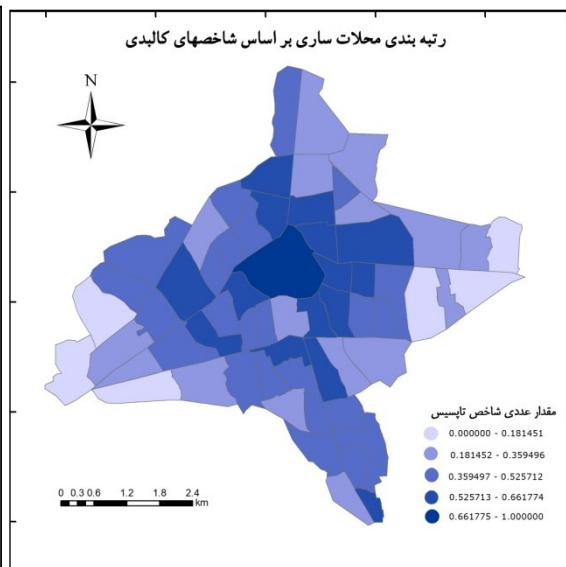 رتبه بندی محلات ساری بر اساس شاخصهای کالبدی
N
مقدار عددی شاخص تاپسیس
0.000000 - 0.181451
0.181452 - 0.359496
0.359497 - 0.525712
0.525713 - 0.661774
0.661775 - 1.000000
0 0.3 0.6 1.2 1.8 2.4
km